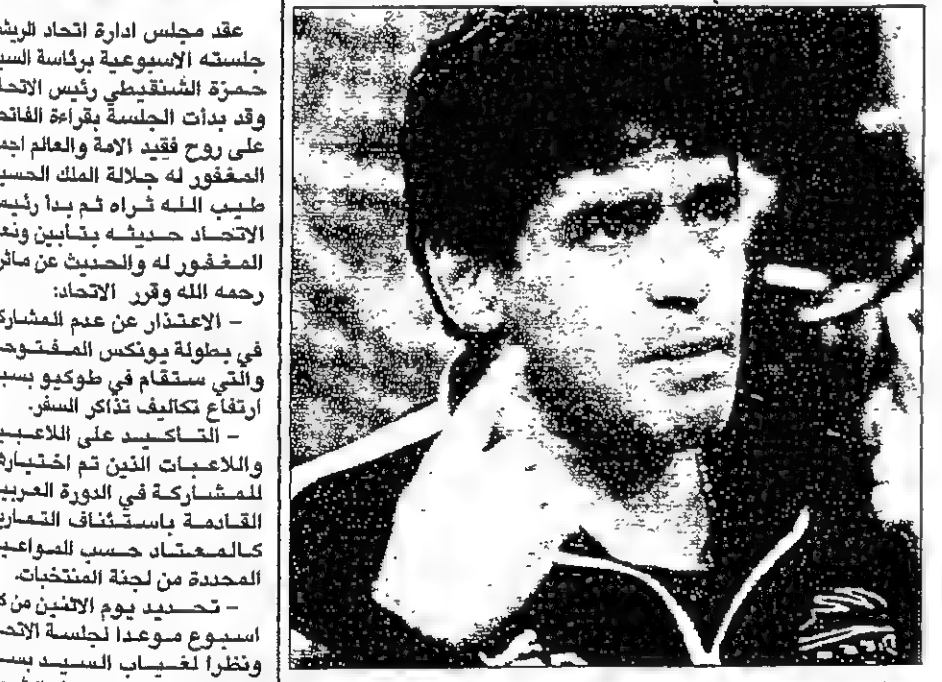 عقد مجلس ادارة اتحاد الريشة
جلسته الاسبوعية برئاسة السيد
حمزة الشنقيطي رئيس الاتحاد
وقد بدأت الجلسة بقراءة الفاتحة
على روح فقيد الامة والعالم
المغفور له جلالة الملك الحسين
طيب الله ثراه ثم بدأ رئيس
الاتحاد حديثه بتأبين
المغفور له والحديث عن مآثره
رحمه الله وقرر الاتحاد:
– الاعتذار عن عدم المشاركة
في بطولة يونكس المفتوحة
والتي ستقام في طوكيو بسبب
ارتفاع تكاليف تذاكر السفر.
– التأكيد على اللاعبين
واللاعبات الذين تم اختيارهم
للمشاركة في الدورة العربية
القادمة باستئناف التمارين
كالمعتاد حسب المواعيد
المحددة من لجنة المنتخبات.
– تحديد يوم الاثنين من كل
اسبوع موعدا لجلسة الاتحاد
ونظرا لغياب السيد